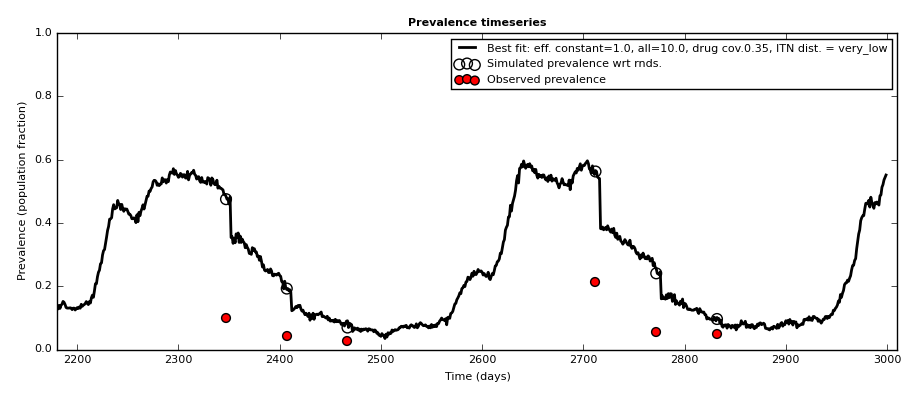 Prevalence timeseries
Best fit: eff. constant=1.0, all=10.0, drug cov.0.35, ITN dist. = very_low
Simulated prevalence wrt rnds.
Observed prevalence
Prevalence (population fraction)
1.0
0.8
0.6
0.4
0.2
0.0
2200 2300 2400 2500 2600 2700 2800 2900 3000
Time (days)